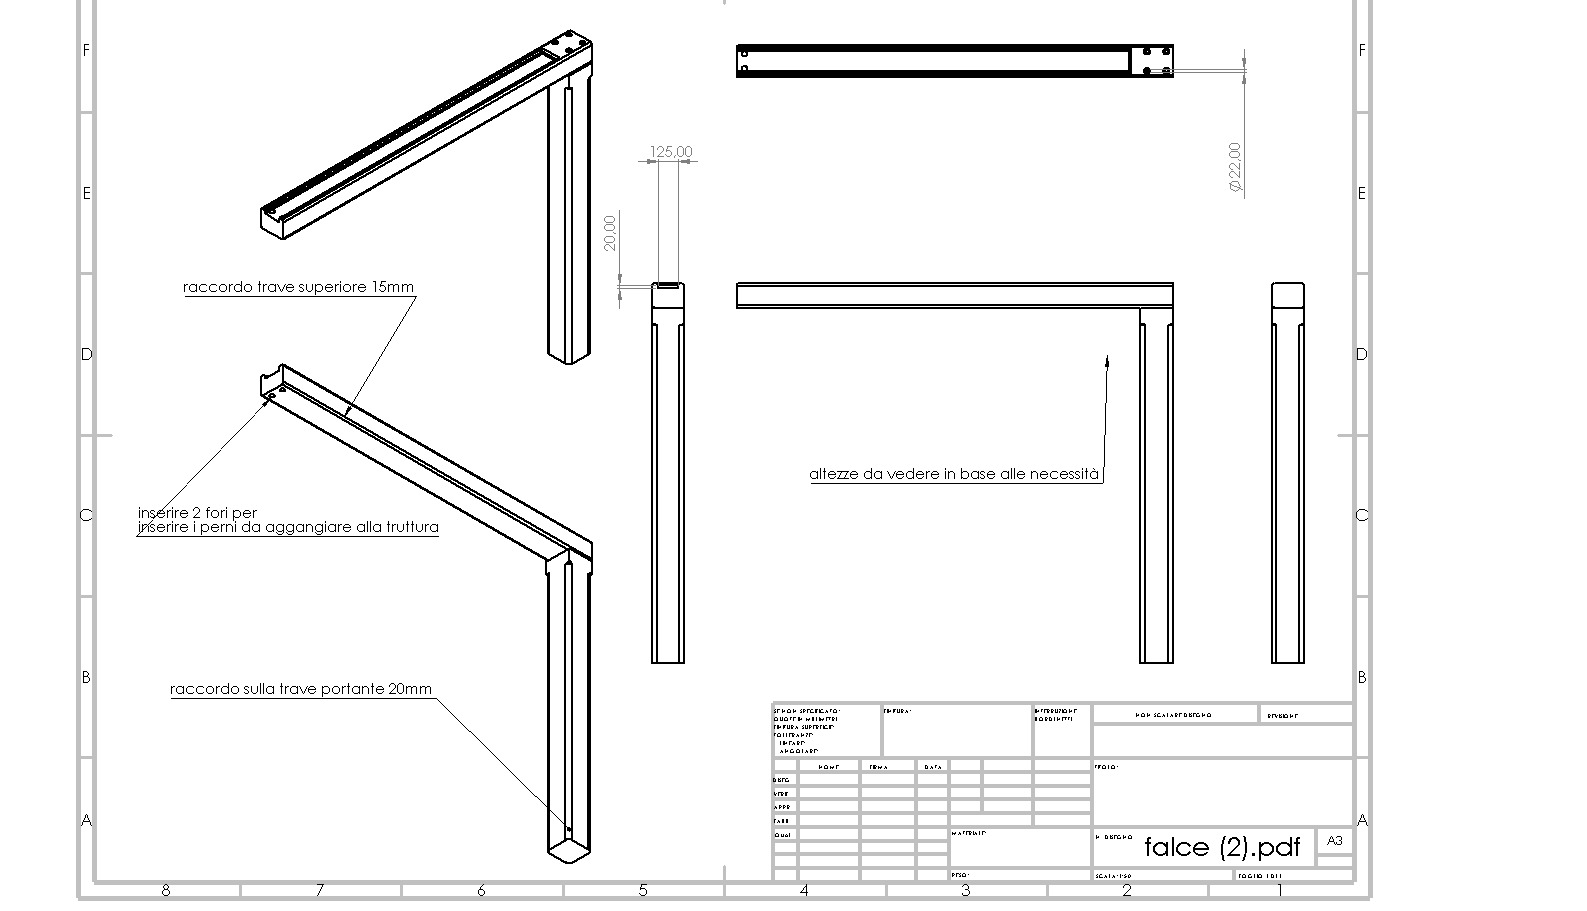 F
F
125,00
Ø22,00
E
E
20,00
raccordo trave superiore 15mm
D
D
altezze da vedere in base alle necessità
inserire 2 fori per
inserire i perni da aggangiare alla truttura
C
C
B
B
raccordo sulla trave portante 20mm
SE NON SPECIFICATO:
QUOTE IN MILLIMETRI
FINITURA SUPERFICIE:
TOLLERANZE:
LINEARE:
ANGOLARE:
FINITURA:
INTERRUZIONE
BORDI NETTI
NON SCALARE DISEGNO
REVISIONE
NOME
FIRMA
DATA
TITOLO:
DISEG.
VERIF.
APPR.
FABB.
QUAL.
MATERIALE:
N. DISEGNO
falce (2).pdf
A3
A
A
PESO:
SCALA:1:50
FOGLIO 1 DI 1
8
7
6
5
4
3
2
1